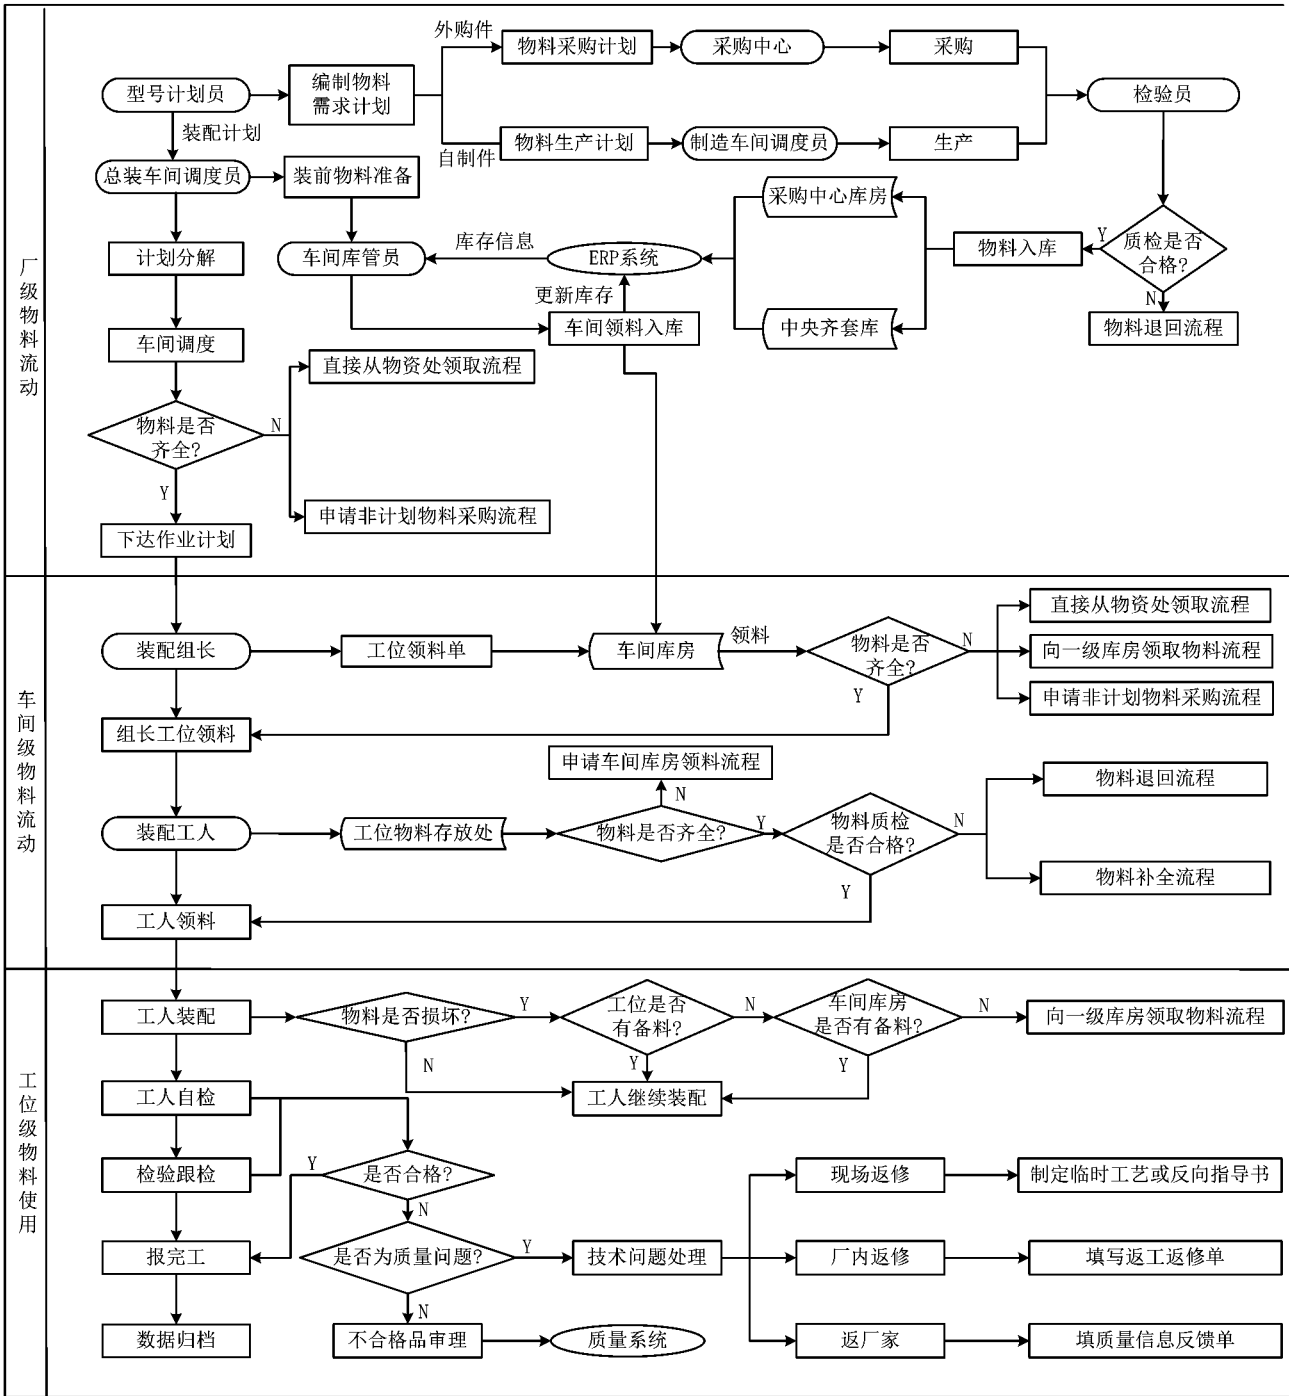 厂级物料流动
外购件
物料采购计划
采购中心
采购
型号计划员
编制物料
需求计划
检验员
装配计划
自制件
物料生产计划
制造车间调度员
生产
总装车间调度员
装前物料准备
采购中心库房
计划分解
车间库管员
库存信息
ERP系统
物料入库
Y
质检是否
合格?
N
更新库存
车间调度
车间领料入库
中央齐套库
物料退回流程
直接从物资处领取流程
物料是否
齐全?
N
Y
申请非计划物料采购流程
下达作业计划
车间级物料流动
直接从物资处领取流程
装配组长
工位领料单
车间库房
领料
物料是否
齐全?
N
向一级库房领取物料流程
Y
申请非计划物料采购流程
组长工位领料
申请车间库房领料流程
物料退回流程
N
装配工人
工位物料存放处
物料是否齐全?
Y
物料质检
是否合格?
N
物料补全流程
Y
工人领料
工位级物料使用
工人装配
物料是否损坏?
Y
工位是否
有备料?
N
车间库房
是否有备料?
N
向一级库房领取物料流程
N
Y
Y
工人自检
工人继续装配
检验跟检
Y
是否合格?
现场返修
制定临时工艺或反向指导书
N
报完工
是否为质量问题?
Y
技术问题处理
厂内返修
填写返工返修单
N
数据归档
不合格品审理
质量系统
返厂家
填质量信息反馈单